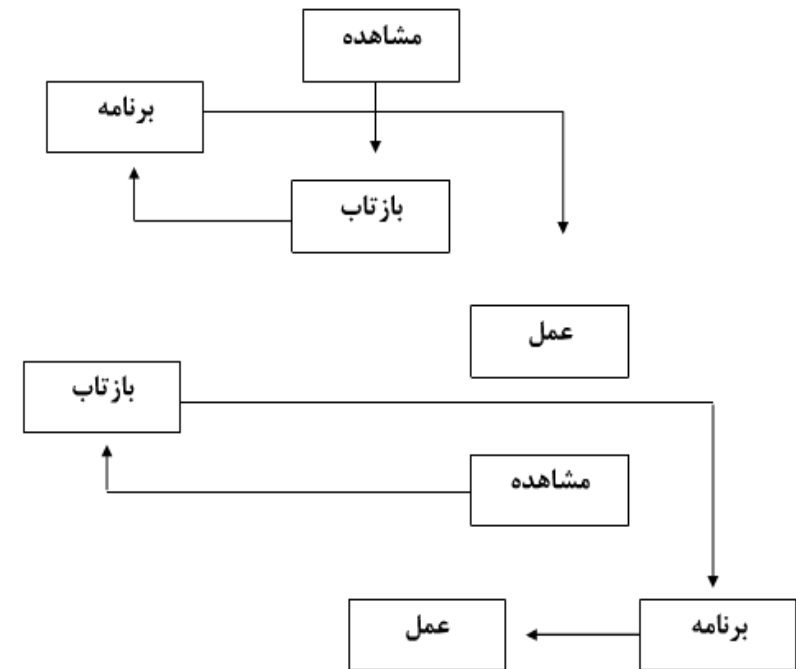 مشاهده
برنامه
بازتاب
عمل
بازتاب
مشاهده
عمل
برنامه